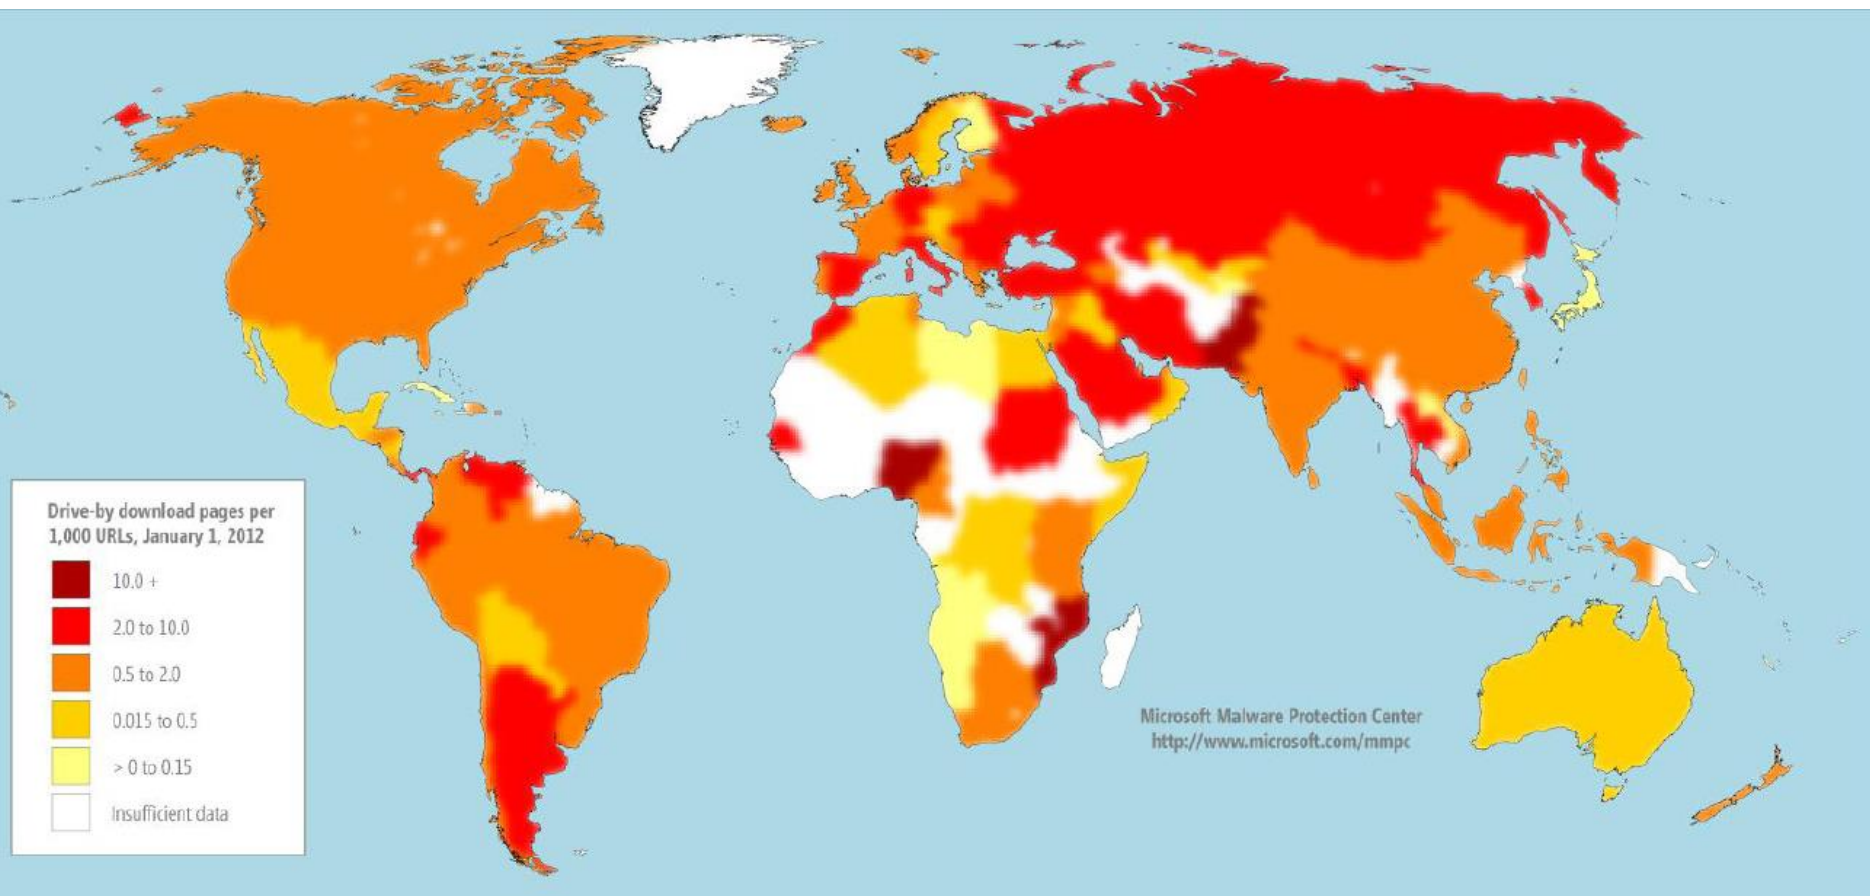 Drive-by download pages per
1,000 URLs, January 1, 2012
10.0 +
2.0 to 10.0
0.5 to 2.0
0.015 to 0.5
> 0 to 0.15
Insufficient data
Microsoft Malware Protection Center
http://www.microsoft.com/mmpc